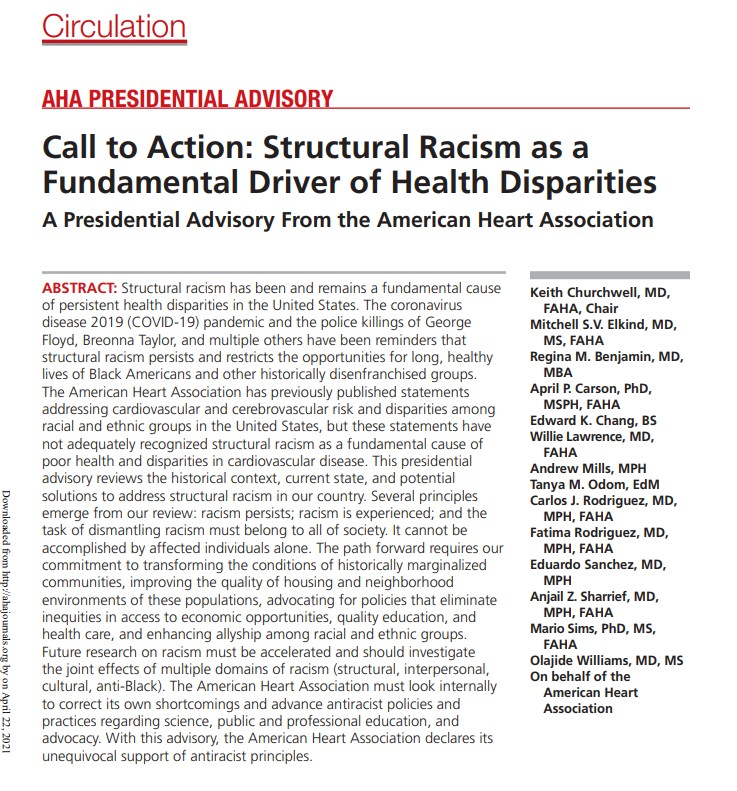 Circulation
AHA PRESIDENTIAL ADVISORY
Call to Action: Structural Racism as a
Fundamental Driver of Health Disparities
A Presidential Advisory From the American Heart Association
ABSTRACT: Structural racism has been and remains a fundamental cause
of persistent health disparities in the United States. The coronavirus
disease 2019 (COVID-19) pandemic and the police killings of George
Floyd, Breonna Taylor, and multiple others have been reminders that
structural racism persists and restricts the opportunities for long, healthy
lives of Black Americans and other historically disenfranchised groups.
The American Heart Association has previously published statements
addressing cardiovascular and cerebrovascular risk and disparities among
racial and ethnic groups in the United States, but these statements have
not adequately recognized structural racism as a fundamental cause of
poor health and disparities in cardiovascular disease. This presidential
advisory reviews the historical context, current state, and potential
solutions to address structural racism in our country. Several principles
emerge from our review: racism persists; racism is experienced; and the
task of dismantling racism must belong to all of society. It cannot be
accomplished by affected individuals alone. The path forward requires our
commitment to transforming the conditions of historically marginalized
communities, improving the quality of housing and neighborhood
environments of these populations, advocating for policies that eliminate
inequities in access to economic opportunities, quality education, and
health care, and enhancing allyship among racial and ethnic groups.
Future research on racism must be accelerated and should investigate
the joint effects of multiple domains of racism (structural, interpersonal,
cultural, anti-Black). The American Heart Association must look internally
to correct its own shortcomings and advance antiracist policies and
practices regarding science, public and professional education, and
advocacy. With this advisory, the American Heart Association declares its
unequivocal support of antiracist principles.
Keith Churchwell, MD,
FAHA, Chair
Mitchell S.V. Elkind, MD,
MS, FAHA
Regina M. Benjamin, MD,
MBA
April P. Carson, PhD,
MSPH, FAHA
Edward K. Chang, BS
Willie Lawrence, MD,
FAHA
Andrew Mills, MPH
Tanya M. Odom, EdM
Carlos J. Rodriguez, MD,
MPH, FAHA
Fatima Rodriguez, MD,
MPH, FAHA
Eduardo Sanchez, MD,
MPH
Anjail Z. Sharrief, MD,
MPH, FAHA
Mario Sims, PhD, MS,
FAHA
Olajide Williams, MD, MS
On behalf of the
American Heart
Association
Downloaded from http://ahajournals.org by on April 22, 2021